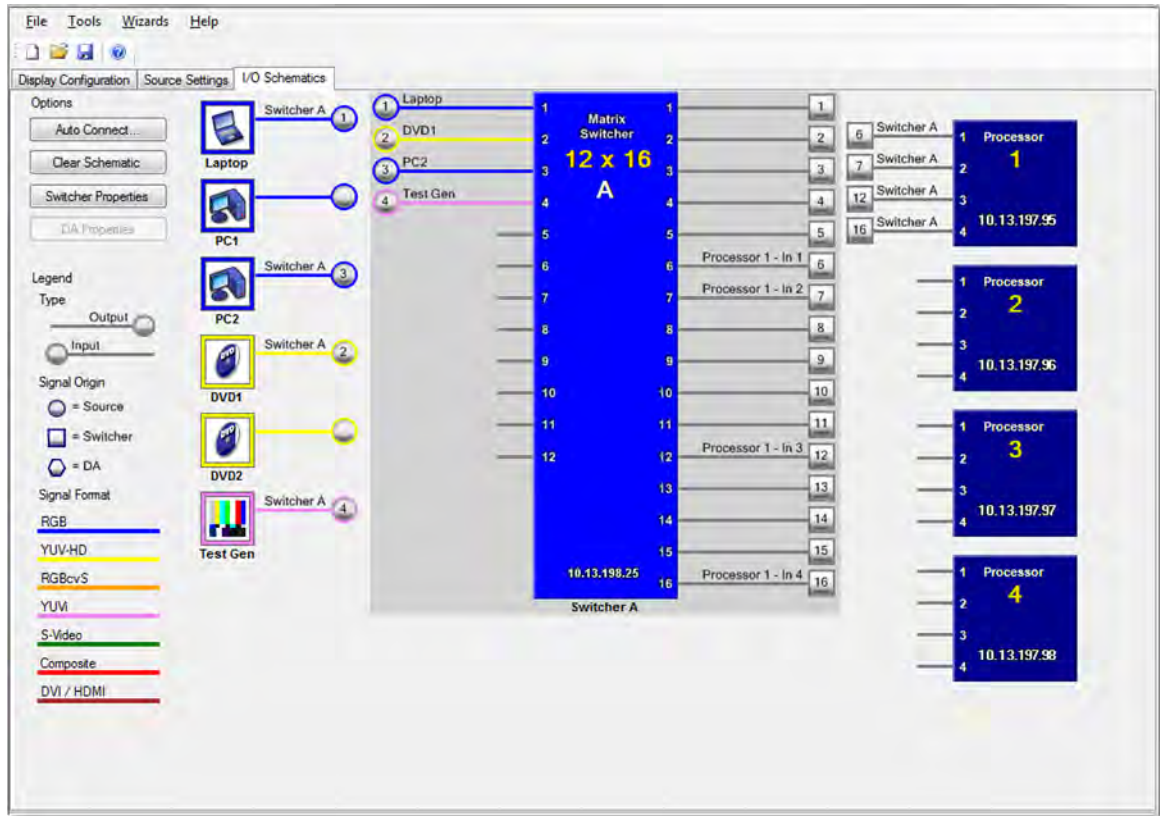 File Tools Wizards Help
Display Configuration Source Settings I/O Schematics
Options
Auto Connect...
Clear Schematic
Switcher Properties
DA Properties
Legend
Type
Output
Input
Signal Origin
= Source
= Switcher
= DA
Signal Format
RGB
YUV-HD
RGBcvS
YUVi
S-Video
Composite
DVI / HDMI
Switcher A 1
Laptop
PC1
Switcher A 3
PC2
Switcher A 2
DVD
DVD1
DVD
DVD2
Switcher A 4
Test Gen
1 Laptop
2 DVD1
3 PC2
4 Test Gen
Matrix
Switcher
12 x 16
A
1 1 1
2 2 2
3 3 3
4 4 4
5 5 5
6 6 Processor 1 - In 1 6
7 7 Processor 1 - In 2 7
8 8 8
9 9 9
10 10 10
11 11 11
12 12 Processor 1 - In 3 12
13 13
14 14
15 15
10.13.198.25
16 Processor 1 - In 4 16
Switcher A
6 Switcher A 1 Processor
7 Switcher A 2 1
12 Switcher A 3
16 Switcher A 4 10.13.197.95
1 Processor
2 2
3
4 10.13.197.96
1 Processor
2 3
3
4 10.13.197.97
1 Processor
2 4
3
4 10.13.197.98